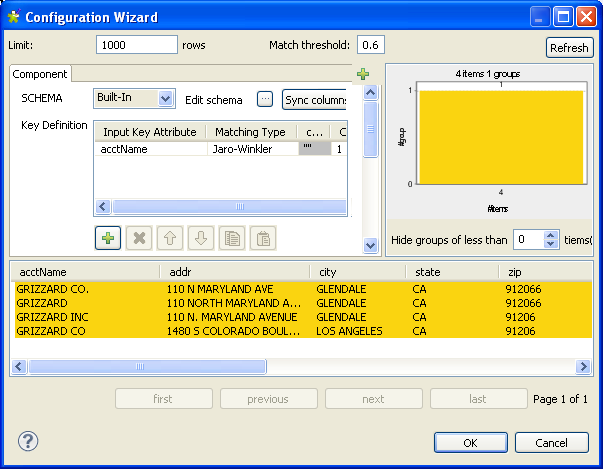 Configuration Wizard
Limit: 1000 rows Match threshold: 0.6 Refresh
Component
SCHEMA Built-In Edit schema ... Sync columns
Key Definition
Input Key Attribute Matching Type c... C
acctName Jaro-Winkler "" 1
4 items 1 groups
1
1
#group
0
4
#items
Hide groups of less than 0 tiems(
acctName addr city state zip
GRIZZARD CO. 110 N MARYLAND AVE GLENDALE CA 912066
GRIZZARD 110 NORTH MARYLAND A... GLENDALE CA 912066
GRIZZARD INC 110 N. MARYLAND AVENUE GLENDALE CA 91206
GRIZZARD CO 1480 S COLORADO BOUL... LOS ANGELES CA 91206
first previous next last Page 1 of 1
? OK Cancel